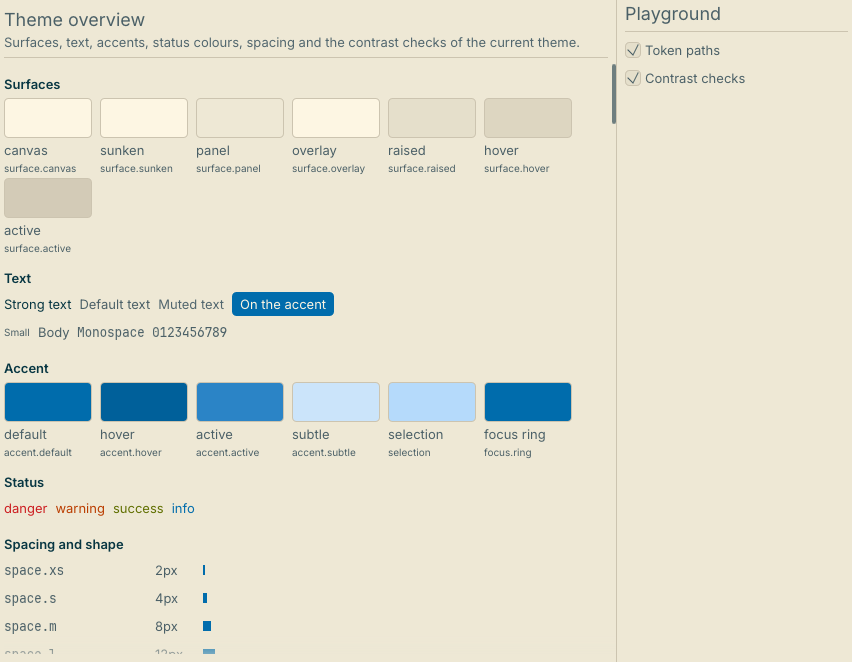 Theme overview
Surfaces, text, accents, status colours, spacing and the contrast checks of the current theme.
Surfaces
canvas sunken panel overlay raised hover
surface.canvas surface.sunken surface.panel surface.overlay surface.raised surface.hover
active
surface.active
Text
Strong text Default text Muted text On the accent
Small Body Monospace 0123456789
Accent
default hover active subtle selection focus ring
accent.default accent.hover accent.active accent.subtle selection focus.ring
Status
danger warning success info
Spacing and shape
space.xs 2px
space.s 4px
space.m 8px
space.l 12px
Playground
Token paths
Contrast checks